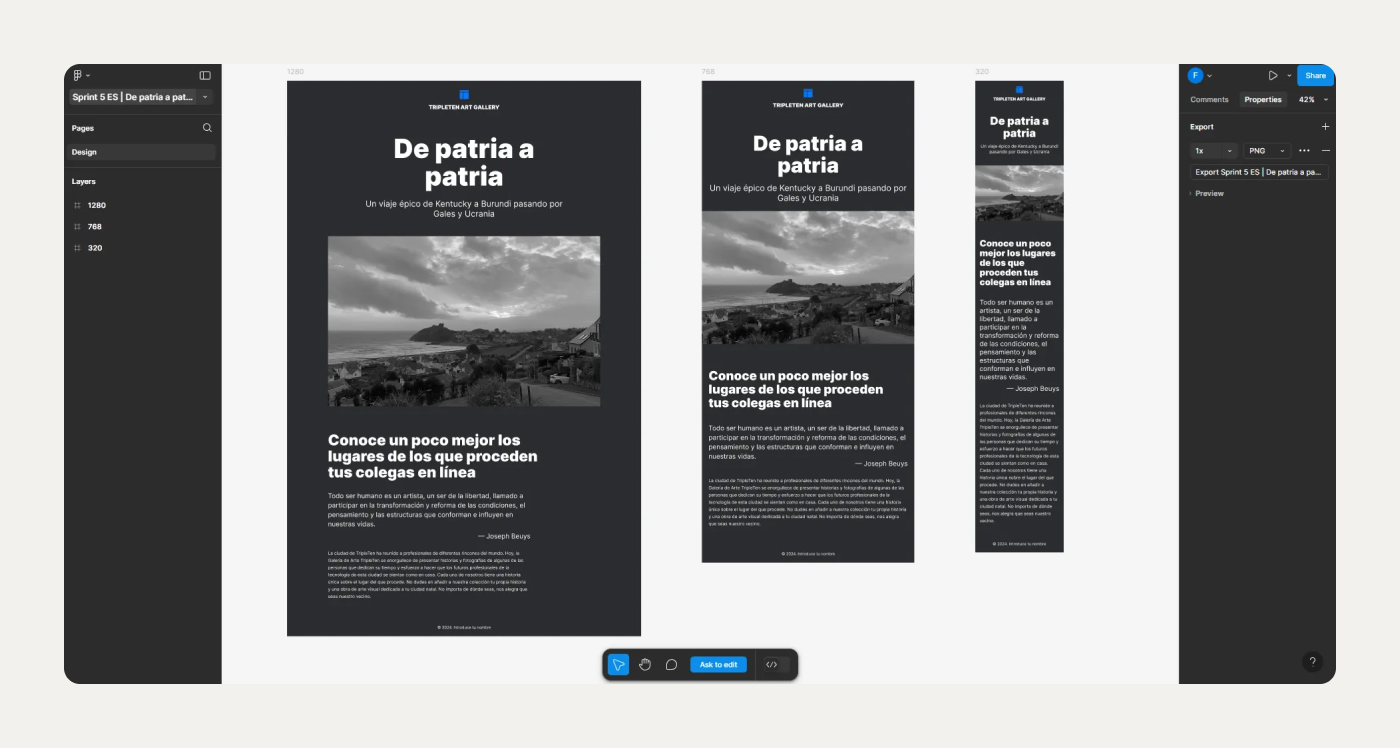 Sprint 5 ES | De patria a pat...
Pages
Design
Layers
1280
768
320
1280
TRIPLETEN ART GALLERY
De patria a
patria
Un viaje épico de Kentucky a Burundi pasando por
Gales y Ucrania
Conoce un poco mejor los
lugares de los que proceden
tus colegas en línea
Todo ser humano es un artista, un ser de la libertad, llamado a
participar en la transformación y reforma de las condiciones, el
pensamiento y las estructuras que conforman e influyen en
nuestras vidas.
— Joseph Beuys
La ciudad de TripleTen ha reunido a profesionales de diferentes rincones del mundo. Hoy, la
Galería de Arte TripleTen se enorgullece de presentar historias y fotografías de algunas de las
personas que dedican su tiempo y esfuerzo a hacer que los futuros profesionales de la
tecnología de esta ciudad se sientan como en casa. Cada uno de nosotros tiene una historia
única sobre el lugar del que procede. No dudes en añadir a nuestra colección tu propia historia
y una obra de arte visual dedicada a tu ciudad natal. No importa de dónde seas, nos alegra que
seas nuestro vecino.
© 2024. Introduce tu nombre
768
TRIPLETEN ART GALLERY
De patria a
patria
Un viaje épico de Kentucky a Burundi pasando por
Gales y Ucrania
Conoce un poco mejor los
lugares de los que proceden
tus colegas en línea
Todo ser humano es un artista, un ser de la libertad, llamado a
participar en la transformación y reforma de las condiciones, el
pensamiento y las estructuras que conforman e influyen en
nuestras vidas.
— Joseph Beuys
La ciudad de TripleTen ha reunido a profesionales de diferentes rincones del mundo. Hoy, la
Galería de Arte TripleTen se enorgullece de presentar historias y fotografías de algunas de las
personas que dedican su tiempo y esfuerzo a hacer que los futuros profesionales de la
tecnología de esta ciudad se sientan como en casa. Cada uno de nosotros tiene una historia
única sobre el lugar del que procede. No dudes en añadir a nuestra colección tu propia historia
y una obra de arte visual dedicada a tu ciudad natal. No importa de dónde seas, nos alegra
que seas nuestro vecino.
© 2024. Introduce tu nombre
320
TRIPLETEN ART GALLERY
De patria a
patria
Un viaje épico de Kentucky a Burundi
pasando por Gales y Ucrania
Conoce un poco
mejor los lugares
de los que
proceden tus
colegas en línea
Todo ser humano es un
artista, un ser de la
libertad, llamado a
participar en la
transformación y reforma
de las condiciones, el
pensamiento y las
estructuras que
conforman e influyen en
nuestras vidas.
— Joseph Beuys
La ciudad de TripleTen ha reunido a
profesionales de diferentes rincones
del mundo. Hoy, la Galería de Arte
TripleTen se enorgullece de presentar
historias y fotografías de algunas de
las personas que dedican su tiempo y
esfuerzo a hacer que los futuros
profesionales de la tecnología de esta
ciudad se sientan como en casa.
Cada uno de nosotros tiene una
historia única sobre el lugar del que
procede. No dudes en añadir a
nuestra colección tu propia historia y
una obra de arte visual dedicada a tu
ciudad natal. No importa de dónde
seas, nos alegra que seas nuestro
vecino.
© 2024. Introduce tu nombre
Ask to edit
F
Share
Comments
Properties
42%
Export
1x
PNG
Export Sprint 5 ES | De patria a pa...
Preview
?